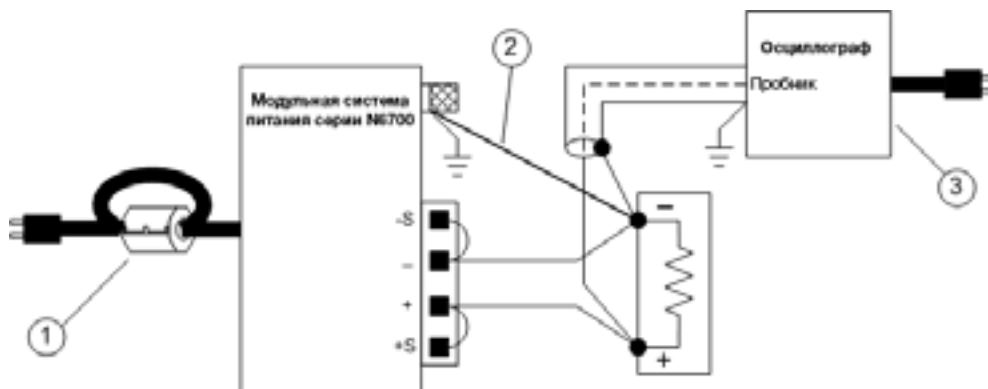 2
Осциллограф
Пробник
Модульная система
питания серии N6700
3
-S
–
+
+S
–
+
1